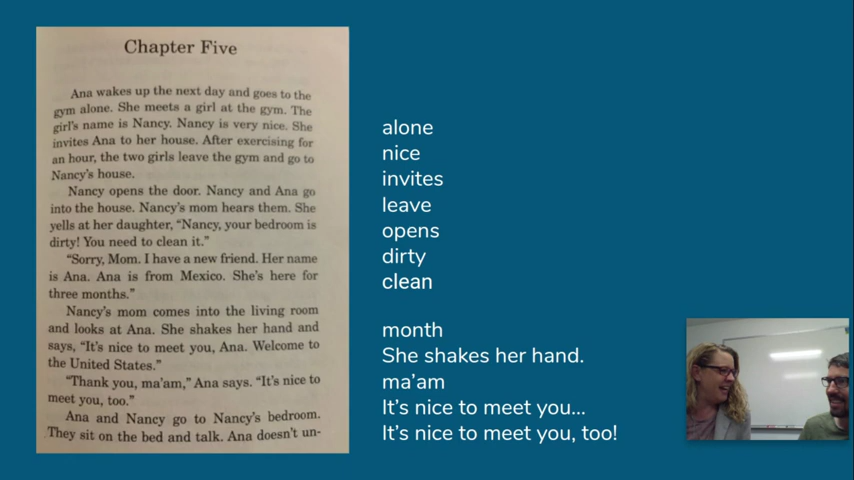 Chapter Five
Ana wakes up the next day and goes to the
gym alone. She meets a girl at the gym. The
girl's name is Nancy. Nancy is very nice. She
invites Ana to her house. After exercising for
an hour, the two girls leave the gym and go to
Nancy's house.
Nancy opens the door. Nancy and Ana go
into the house. Nancy's mom hears them. She
yells at her daughter, “Nancy, your bedroom is
dirty! You need to clean it.”
“Sorry, Mom. I have a new friend. Her name
is Ana. Ana is from Mexico. She's here for
three months.”
Nancy's mom comes into the living room
and looks at Ana. She shakes her hand and
says, “It's nice to meet you, Ana. Welcome to
the United States.”
“Thank you, ma'am,” Ana says. “It's nice to
meet you, too.”
Ana and Nancy go to Nancy's bedroom.
They sit on the bed and talk. Ana doesn't un-
alone
nice
invites
leave
opens
dirty
clean
month
She shakes her hand.
ma'am
It's nice to meet you...
It's nice to meet you, too!